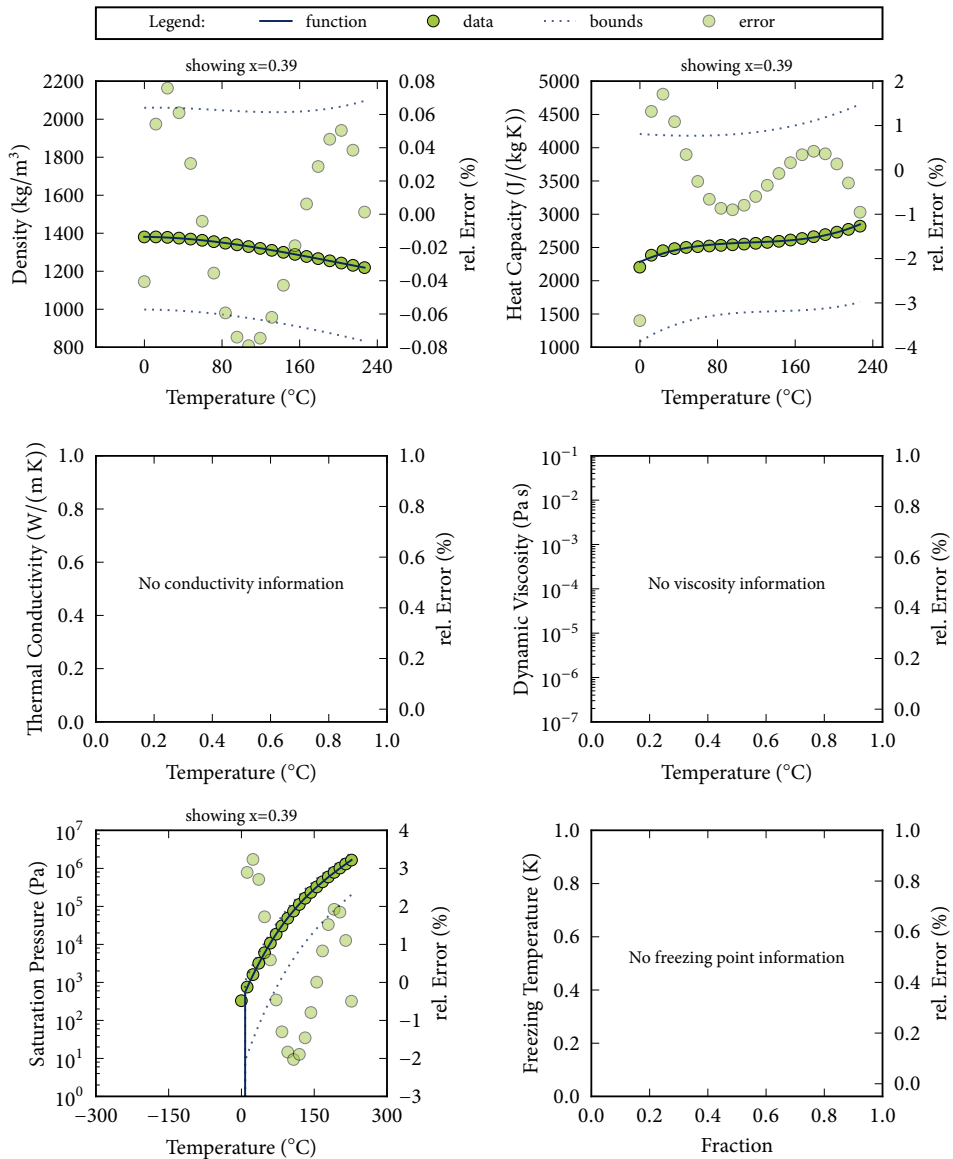 Legend: function data bounds error
showing x=0.39
2200
2000
1800
1600
1400
1200
1000
800
Density (kg/m³)
0 80 160 240
Temperature (°C)
0.08
0.06
0.04
0.02
0.00
−0.02
−0.04
−0.06
−0.08
rel. Error (%)
showing x=0.39
5000
4500
4000
3500
3000
2500
2000
1500
1000
Heat Capacity (J/(kg K))
0 80 160 240
Temperature (°C)
2
1
0
−1
−2
−3
−4
rel. Error (%)
1.0
0.8
0.6
0.4
0.2
0.0
Thermal Conductivity (W/(m K))
No conductivity information
0.0 0.2 0.4 0.6 0.8 1.0
Temperature (°C)
1.0
0.8
0.6
0.4
0.2
0.0
rel. Error (%)
10⁻¹
10⁻²
10⁻³
10⁻⁴
10⁻⁵
10⁻⁶
10⁻⁷
Dynamic Viscosity (Pa s)
No viscosity information
0.0 0.2 0.4 0.6 0.8 1.0
Temperature (°C)
1.0
0.8
0.6
0.4
0.2
0.0
rel. Error (%)
showing x=0.39
10⁷
10⁶
10⁵
10⁴
10³
10²
10¹
10⁰
Saturation Pressure (Pa)
−300 −150 0 150 300
Temperature (°C)
4
3
2
1
0
−1
−2
−3
rel. Error (%)
1.0
0.8
0.6
0.4
0.2
0.0
Freezing Temperature (K)
No freezing point information
0.0 0.2 0.4 0.6 0.8 1.0
Fraction
1.0
0.8
0.6
0.4
0.2
0.0
rel. Error (%)